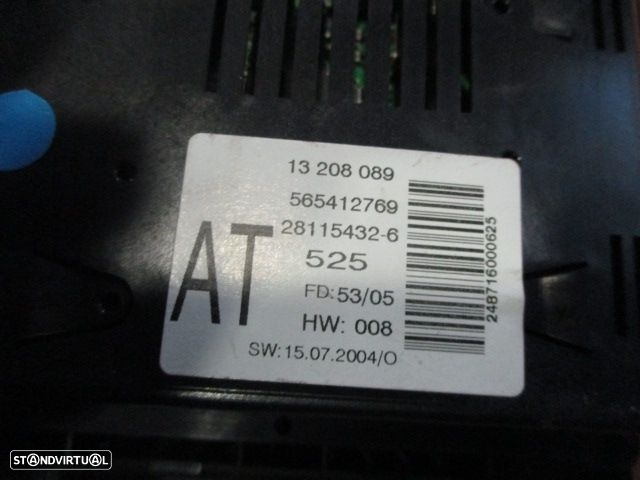 13 208 089
565412769
28115432-6
525
AT
FD: 53/05
HW: 008
SW: 15.07.2004/O
248716000625
STANDVIRTUAL